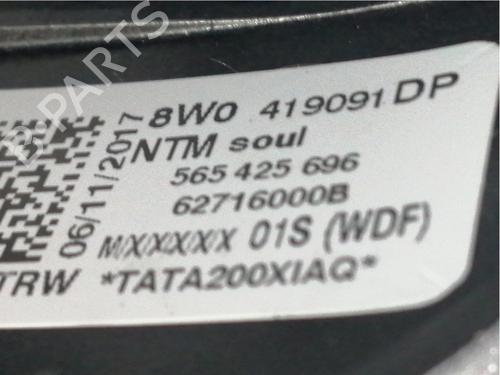 8W0 419091 DP
NTM soul
565 425 696
62716000B
M/X/X/X/X/X 01S (WDF)
*TATA200XIAQ*
06/11/2017
TRW
B-PARTS